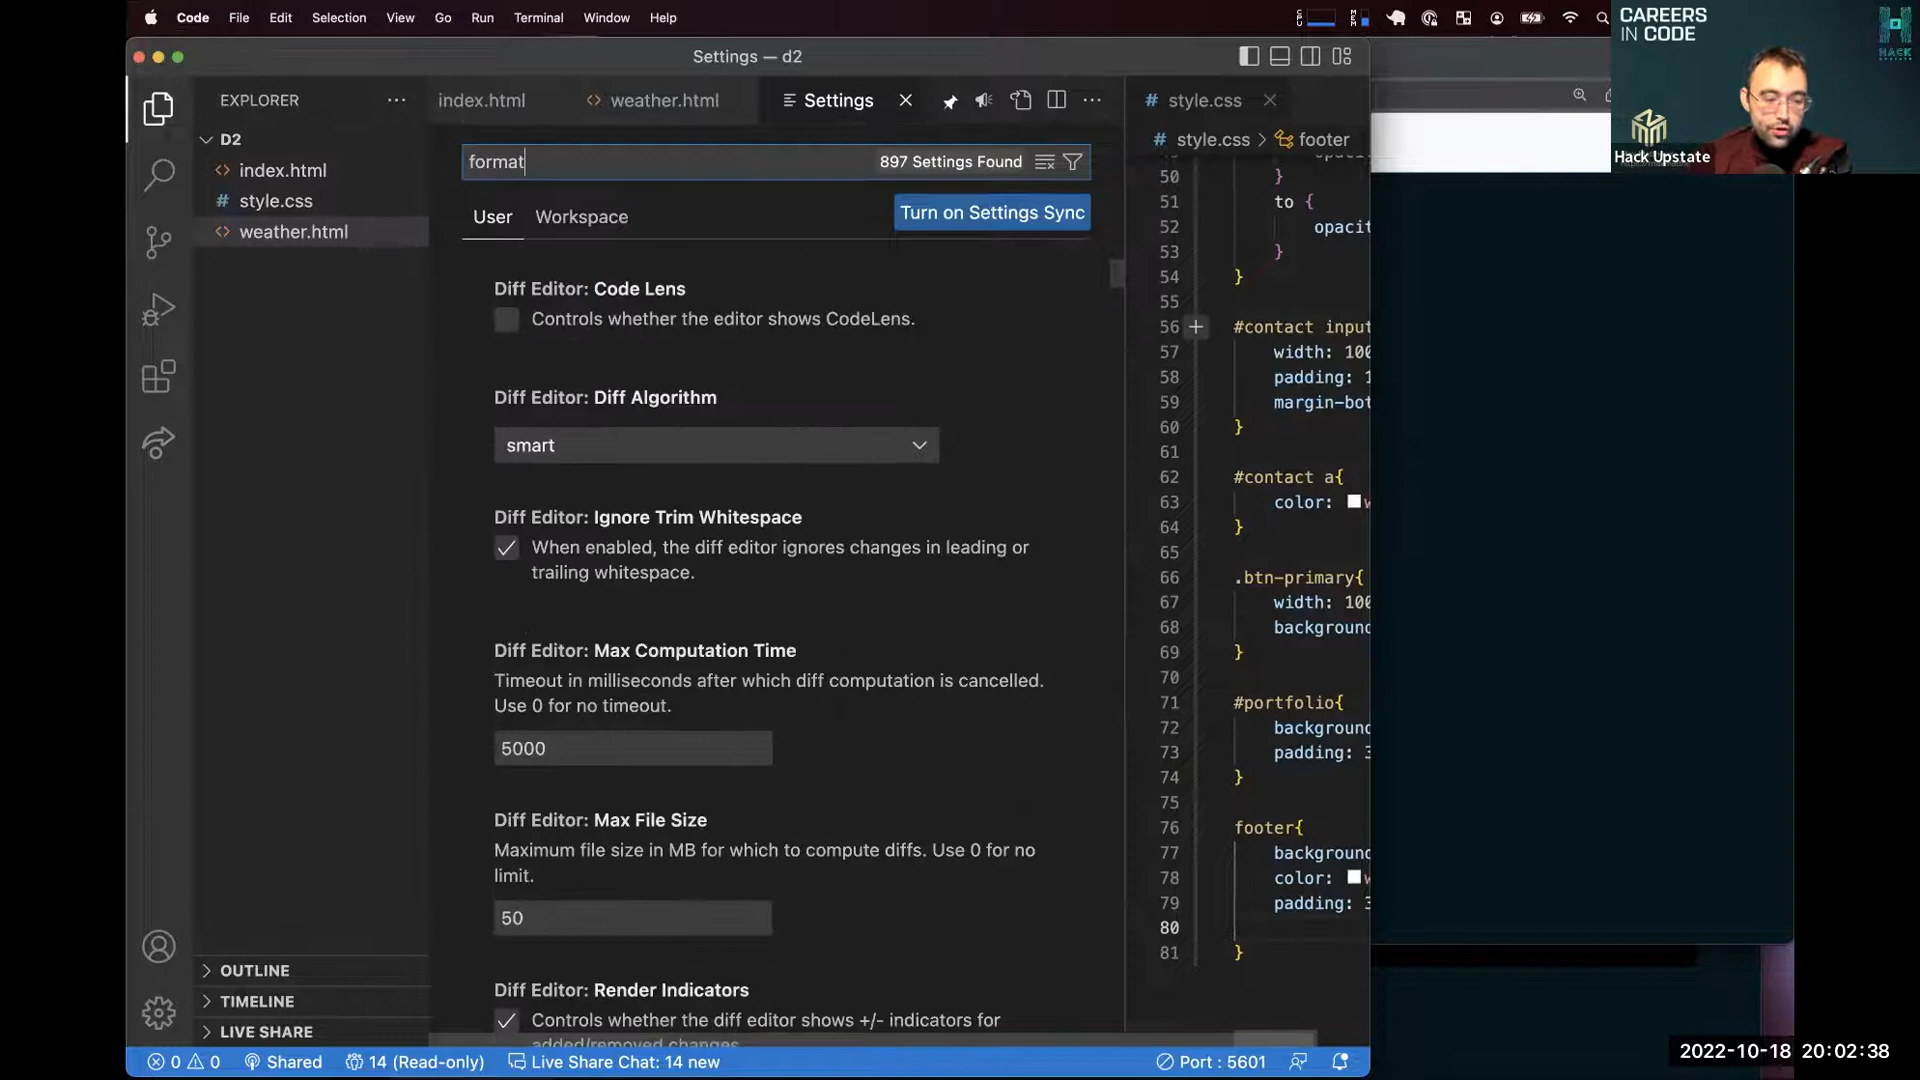 Code File Edit Selection View Go Run Terminal Window Help
CAREERS
IN CODE
HACK
UPSTATE
Hack Upstate
Settings — d2
EXPLORER
D2
index.html
style.css
weather.html
OUTLINE
TIMELINE
LIVE SHARE
index.html weather.html Settings
format 897 Settings Found
User Workspace Turn on Settings Sync
Diff Editor: Code Lens
Controls whether the editor shows CodeLens.
Diff Editor: Diff Algorithm
smart
Diff Editor: Ignore Trim Whitespace
When enabled, the diff editor ignores changes in leading or
trailing whitespace.
Diff Editor: Max Computation Time
Timeout in milliseconds after which diff computation is cancelled.
Use 0 for no timeout.
5000
Diff Editor: Max File Size
Maximum file size in MB for which to compute diffs. Use 0 for no
limit.
50
Diff Editor: Render Indicators
Controls whether the diff editor shows +/- indicators for
added/removed changes.
# style.css
# style.css > footer
50 }
51 to {
52 opacit
53 }
54 }
55
56 #contact input
57 width: 100
58 padding: 1
59 margin-bot
60 }
61
62 #contact a{
63 color: w
64 }
65
66 .btn-primary{
67 width: 100
68 background
69 }
70
71 #portfolio{
72 background
73 padding: 3
74 }
75
76 footer{
77 background
78 color: w
79 padding: 3
80
81 }
0 0 Shared 14 (Read-only) Live Share Chat: 14 new Port : 5601
2022-10-18 20:02:38